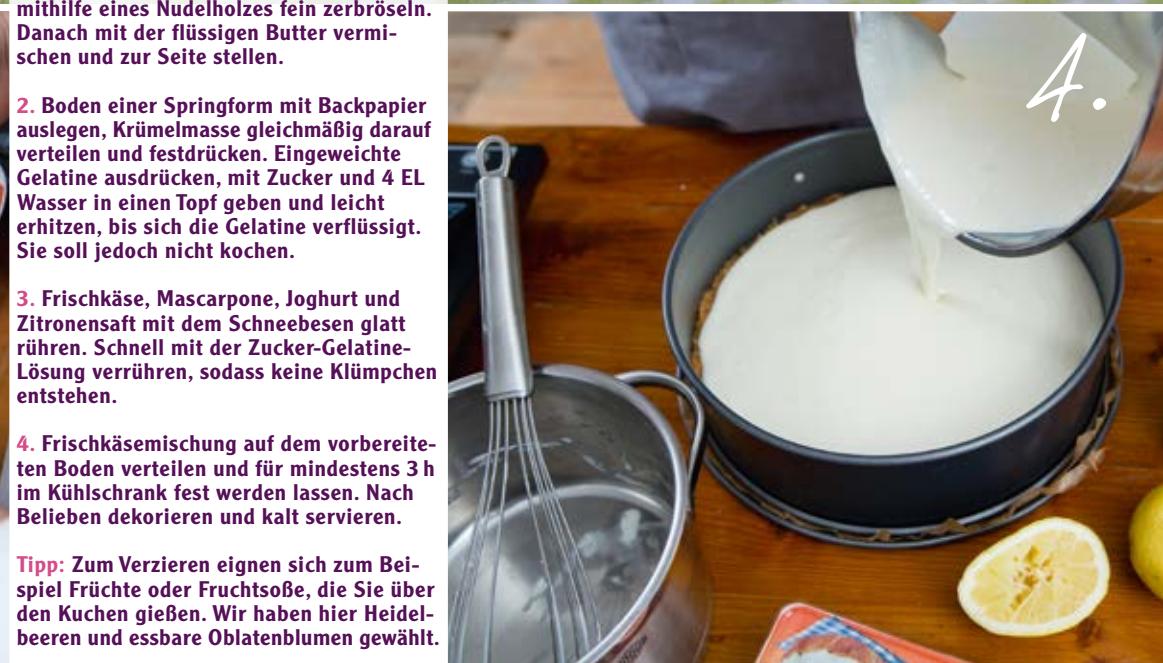 mithilfe eines Nudelholzes fein zerbröseln.
Danach mit der flüssigen Butter vermi-
schen und zur Seite stellen.
2. Boden einer Springform mit Backpapier
auslegen, Krümelmasse gleichmäßig darauf
verteilen und festdrücken. Eingeweichte
Gelatine ausdrücken, mit Zucker und 4 EL
Wasser in einen Topf geben und leicht
erhitzen, bis sich die Gelatine verflüssigt.
Sie soll jedoch nicht kochen.
3. Frischkäse, Mascarpone, Joghurt und
Zitronensaft mit dem Schneebesen glatt
rühren. Schnell mit der Zucker-Gelatine-
Lösung verrühren, sodass keine Klümpchen
entstehen.
4. Frischkäsemischung auf dem vorbereite-
ten Boden verteilen und für mindestens 3 h
im Kühlschrank fest werden lassen. Nach
Belieben dekorieren und kalt servieren.
Tipp: Zum Verzieren eignen sich zum Bei-
spiel Früchte oder Fruchtsoße, die Sie über
den Kuchen gießen. Wir haben hier Heidel-
beeren und essbare Oblatenblumen gewählt.
4.